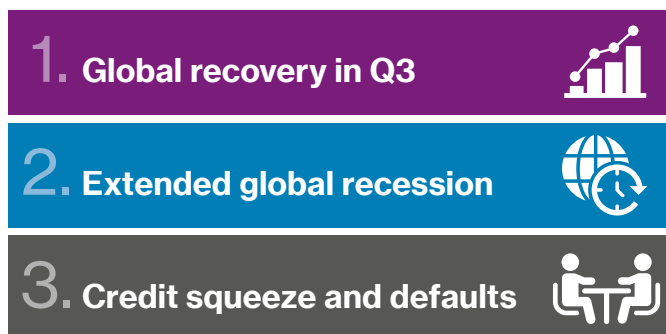 1. Global recovery in Q3
2. Extended global recession
3. Credit squeeze and defaults